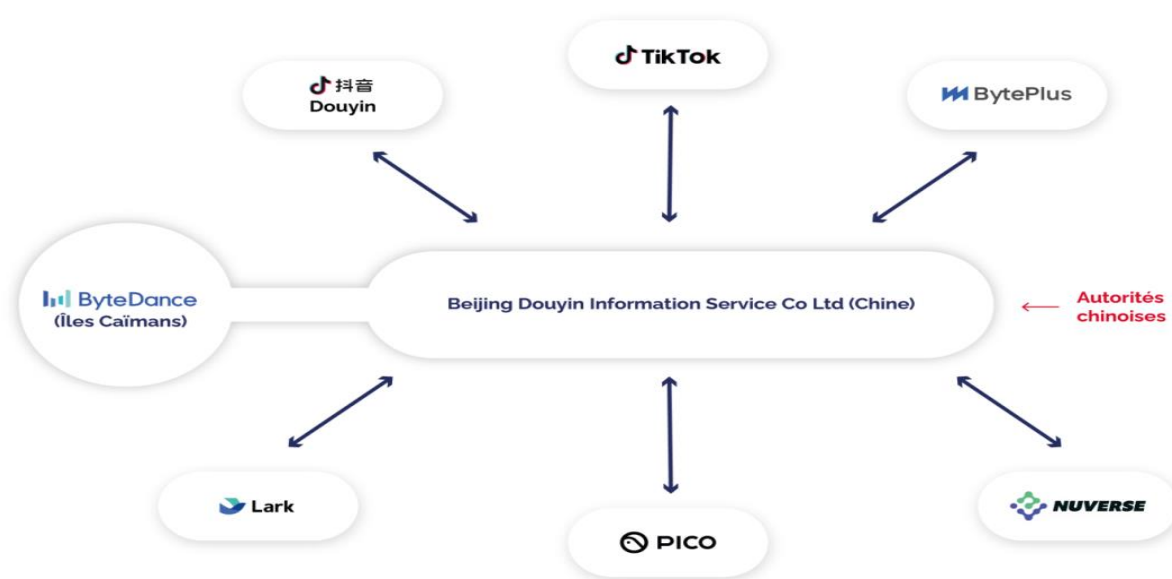 TikTok
抖音
Douyin
BytePlus
ByteDance
(Îles Caïmans)
Beijing Douyin Information Service Co Ltd (Chine)
Autorités
chinoises
Lark
PICO
NUVERSE